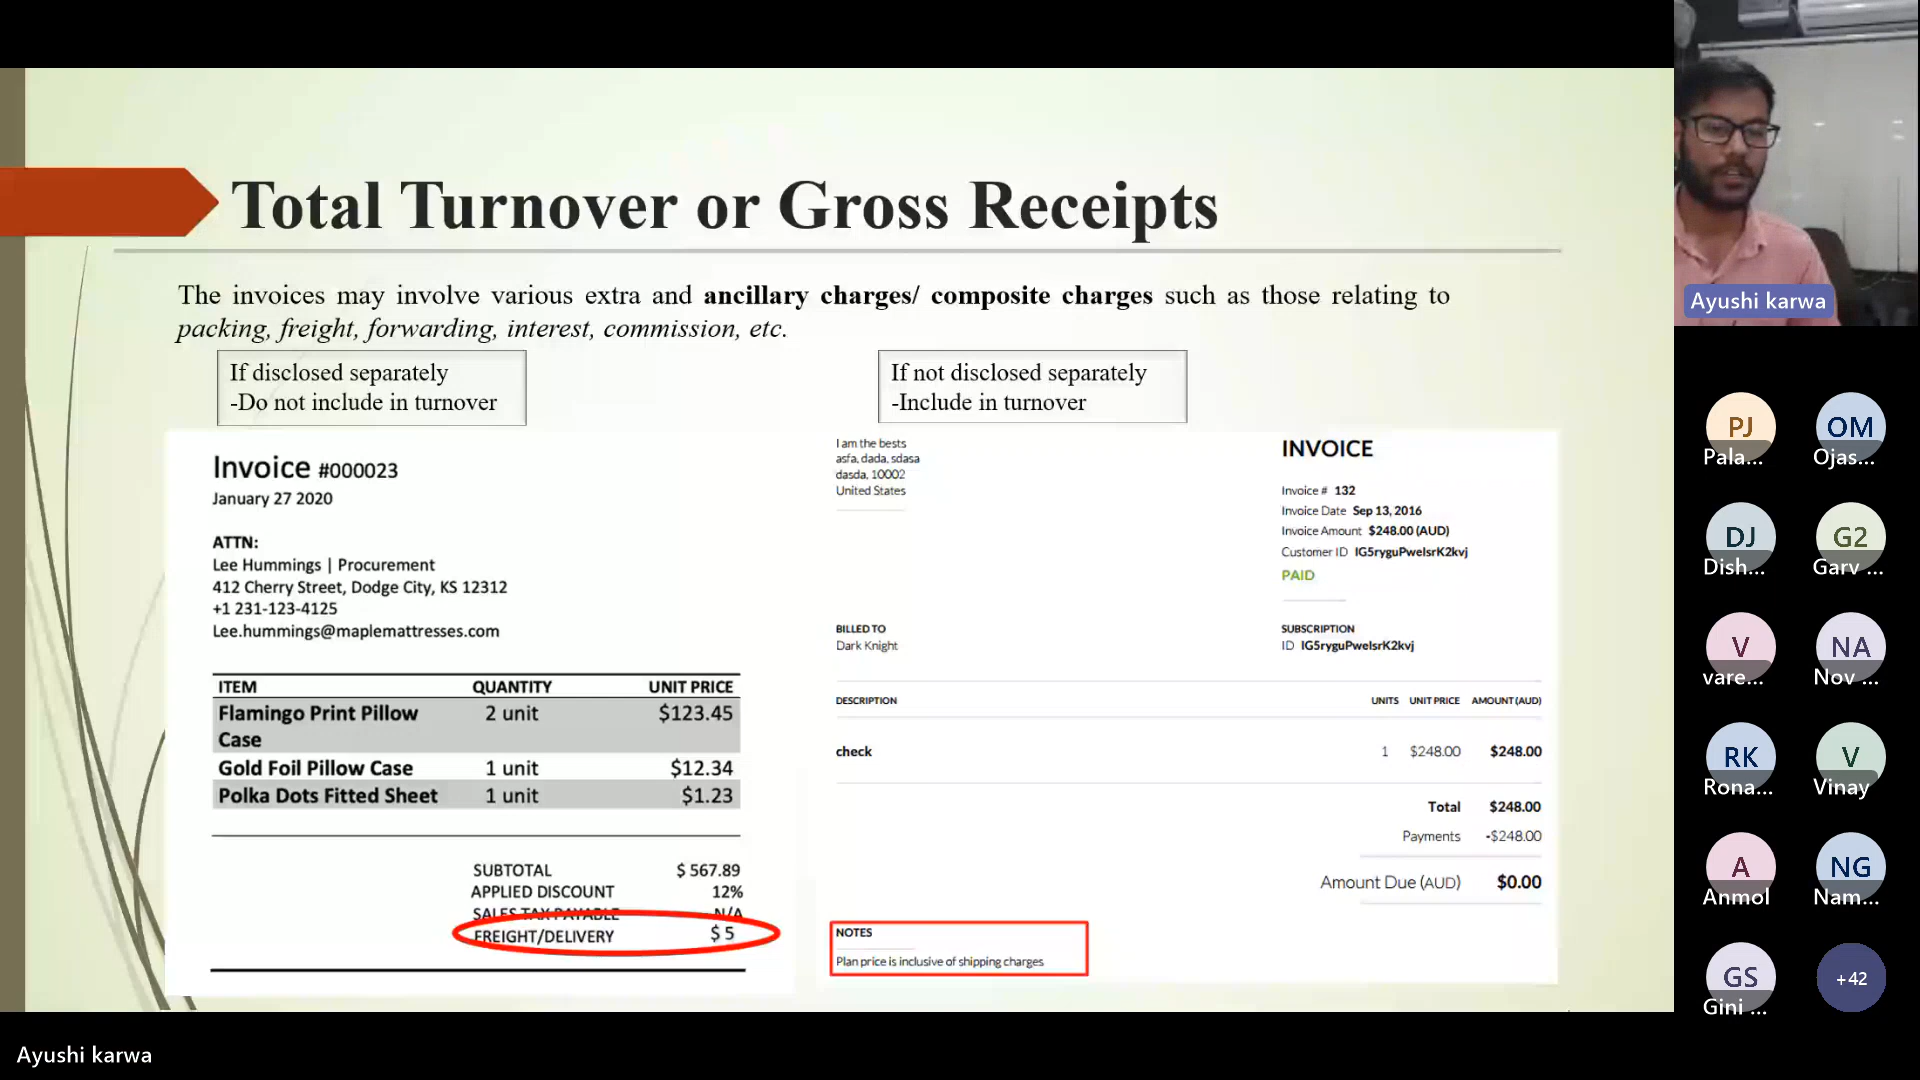 Total Turnover or Gross Receipts
The invoices may involve various extra and ancillary charges/ composite charges such as those relating to
packing, freight, forwarding, interest, commission, etc.
If disclosed separately
-Do not include in turnover
If not disclosed separately
-Include in turnover
Invoice #000023
January 27 2020
ATTN:
Lee Hummings | Procurement
412 Cherry Street, Dodge City, KS 12312
+1 231-123-4125
Lee.hummings@maplemattresses.com
ITEM QUANTITY UNIT PRICE
Flamingo Print Pillow 2 unit $123.45
Case
Gold Foil Pillow Case 1 unit $12.34
Polka Dots Fitted Sheet 1 unit $1.23
SUBTOTAL $ 567.89
APPLIED DISCOUNT 12%
SALES TAX PAYABLE N/A
FREIGHT/DELIVERY $ 5
I am the bests
asfa, dada, sdasa
dasda, 10002
United States
INVOICE
Invoice # 132
Invoice Date Sep 13, 2016
Invoice Amount $248.00 (AUD)
Customer ID IG5ryguPwelsrK2kvj
PAID
BILLED TO
Dark Knight
SUBSCRIPTION
ID IG5ryguPwelsrK2kvj
DESCRIPTION UNITS UNIT PRICE AMOUNT (AUD)
check 1 $248.00 $248.00
Total $248.00
Payments -$248.00
Amount Due (AUD) $0.00
NOTES
Plan price is inclusive of shipping charges
Ayushi karwa
PJ
Pala...
OM
Ojas...
DJ
Dish...
G2
Garv ...
V
vare...
NA
Nov ...
RK
Rona...
V
Vinay
A
Anmol
NG
Nam...
GS
Gini ...
+42
Ayushi karwa